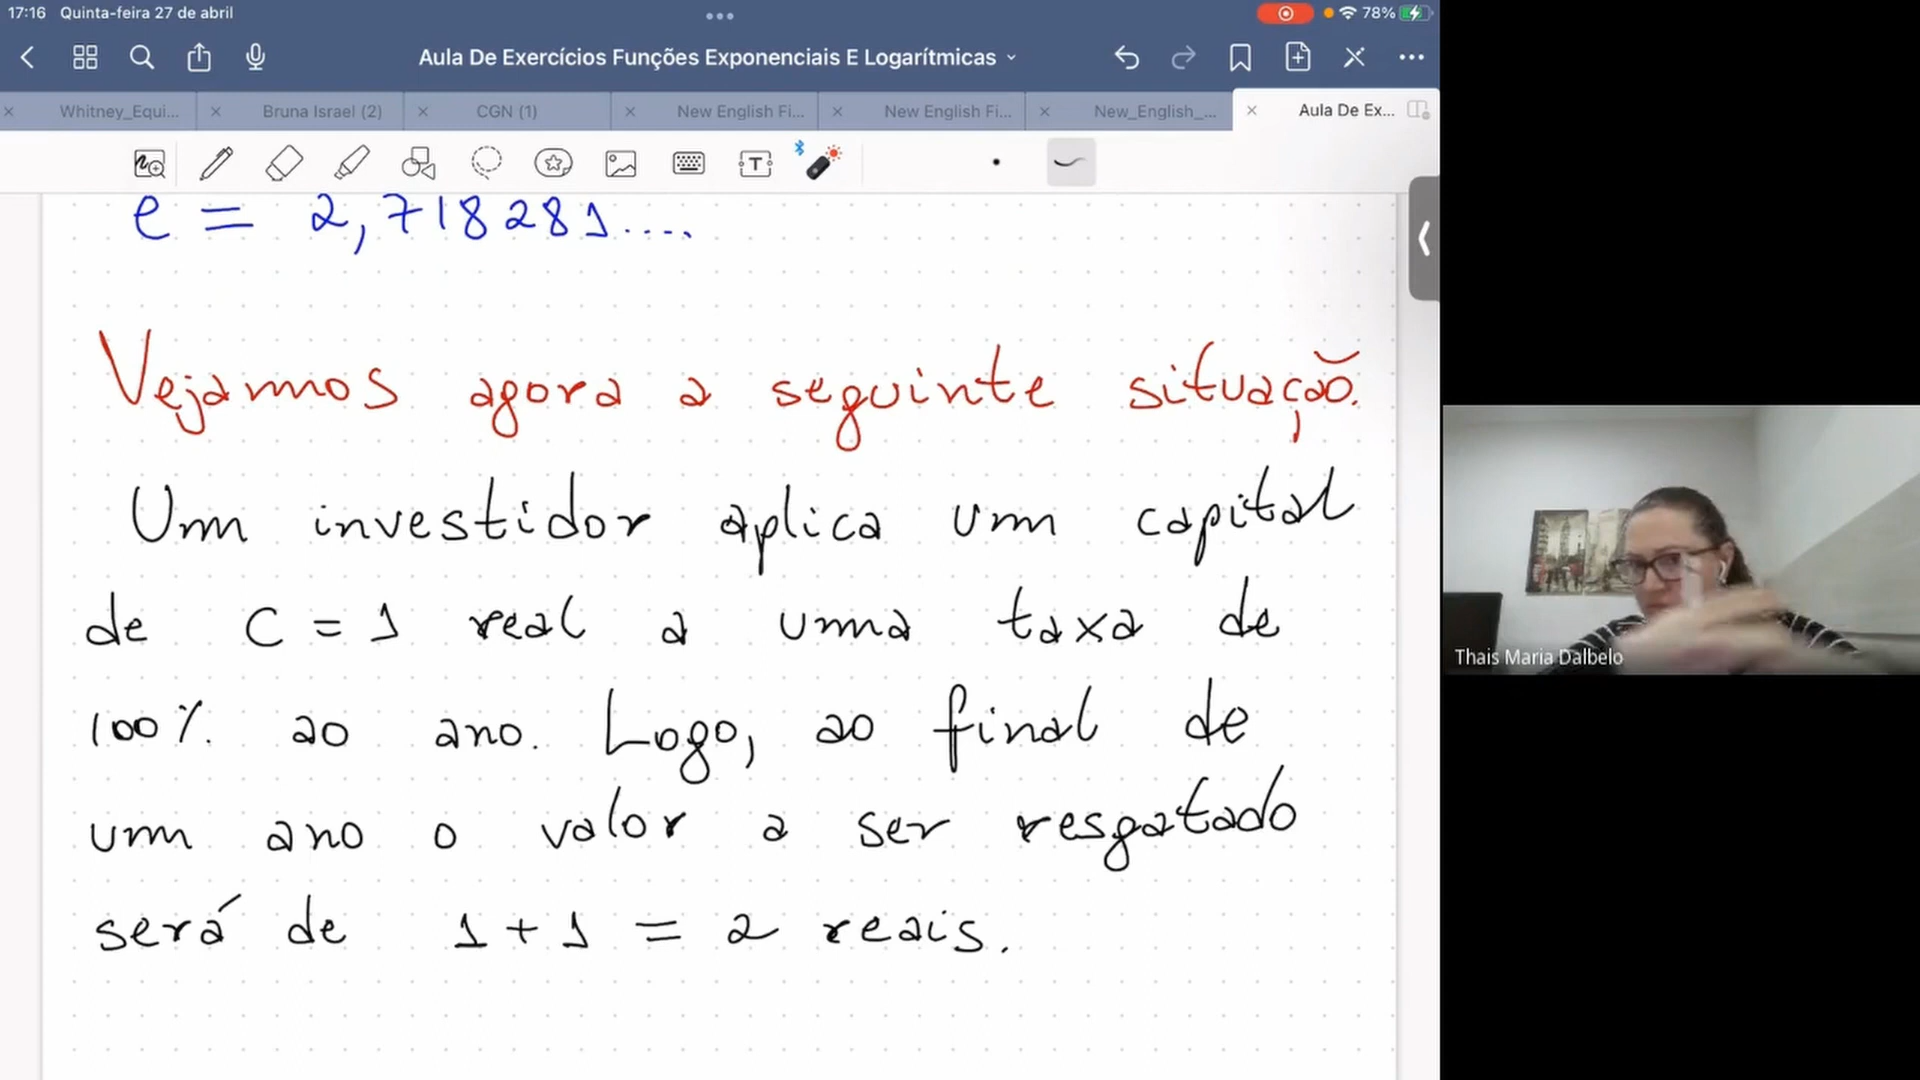 17:16 Quinta-feira 27 de abril
78%
Aula De Exercícios Funções Exponenciais E Logarítmicas
Whitney_Equi... Bruna Israel (2) CGN (1) New English Fi... New English Fi... New_English_... Aula De Ex...
e = 2,718281....
Vejamos agora a seguinte situação.
Um investidor aplica um capital
de C = 1 real a uma taxa de
100% ao ano. Logo, ao final de
um ano o valor a ser resgatado
será de 1 + 1 = 2 reais.
Thais Maria Dalbelo